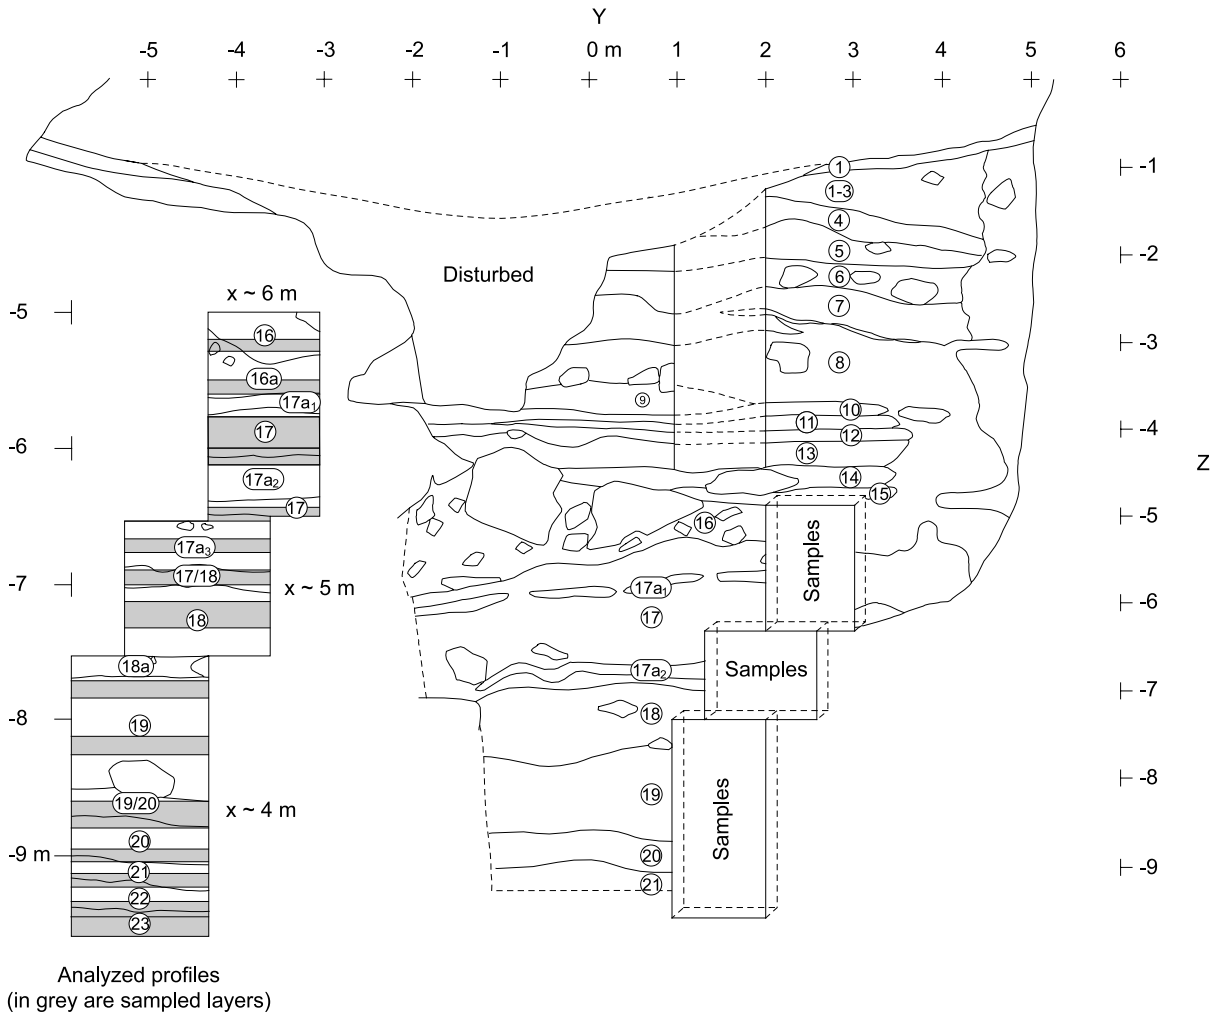 Y
-5 -4 -3 -2 -1 0 m 1 2 3 4 5 6
1
-1
1-3
4
5
-2
Disturbed
6
7
x ~ 6 m
-5
-3
16
8
16a
9
17a1
10
11
-4
17
12
-6
13
Z
17a2
14
15
17
16
-5
Samples
17a3
17/18
17a1
-7
x ~ 5 m
-6
17
18
18a
17a2
Samples
-7
18
-8
19
-8
19
19/20
x ~ 4 m
Samples
20
-9 m
20
-9
21
21
22
23
Analyzed profiles
(in grey are sampled layers)